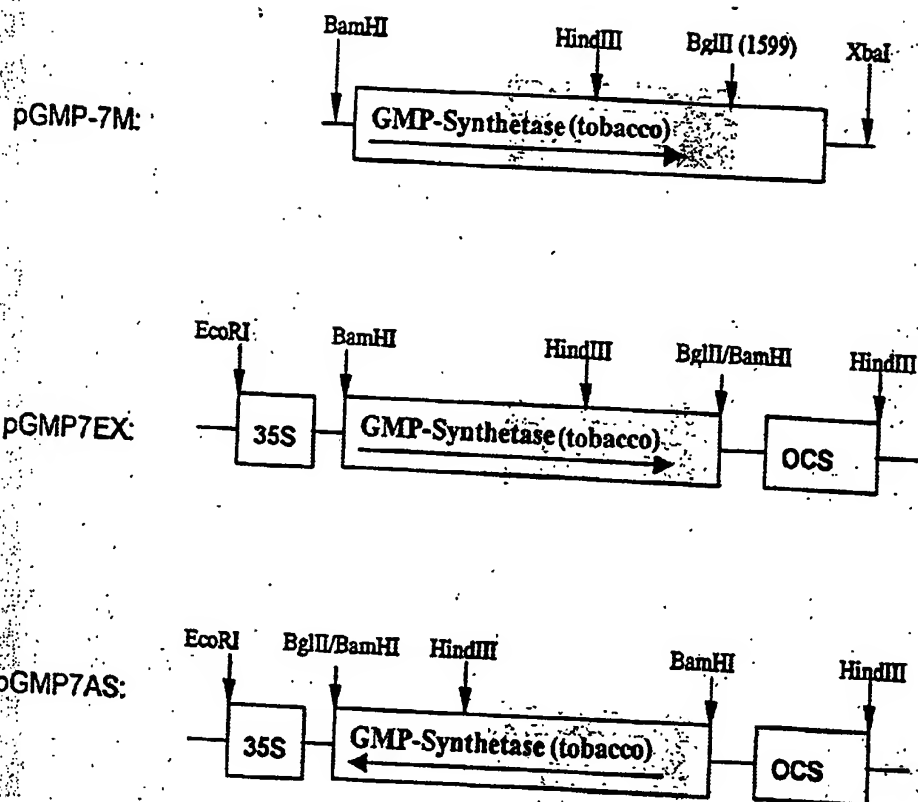 BamHI HindIII BglII (1599) XbaI
pGMP-7M:
GMP-Synthetase (tobacco)
EcoRI BamHI HindIII BglII/BamHI HindIII
pGMP7EX:
35S GMP-Synthetase (tobacco) OCS
EcoRI BglII/BamHI HindIII BamHI HindIII
pGMP7AS:
35S GMP-Synthetase (tobacco) OCS